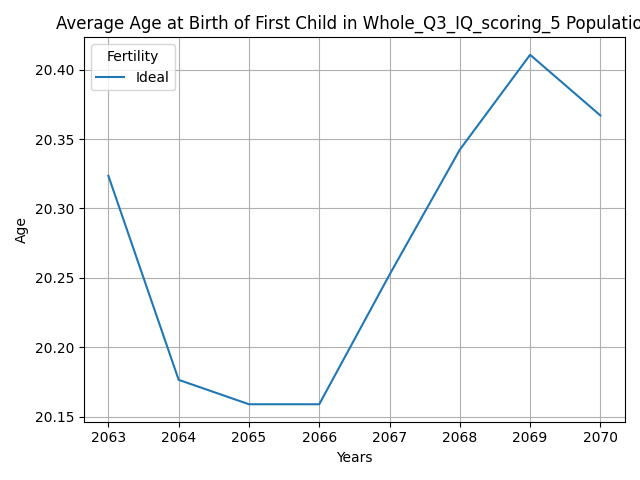 Average Age at Birth of First Child in Whole_Q3_IQ_scoring_5 Populatio
Fertility
Ideal
20.40
20.35
20.30
20.25
20.20
20.15
Age
2063 2064 2065 2066 2067 2068 2069 2070
Years